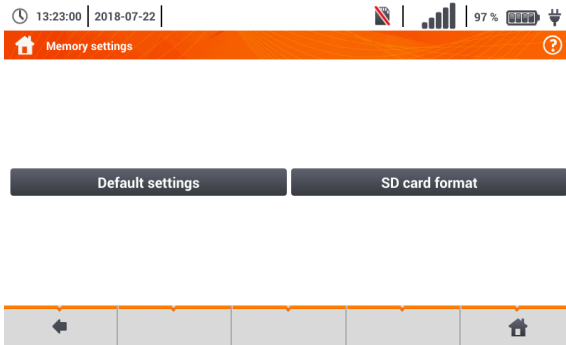 13:23:00 2018-07-22 97 %
Memory settings ?
Default settings SD card format